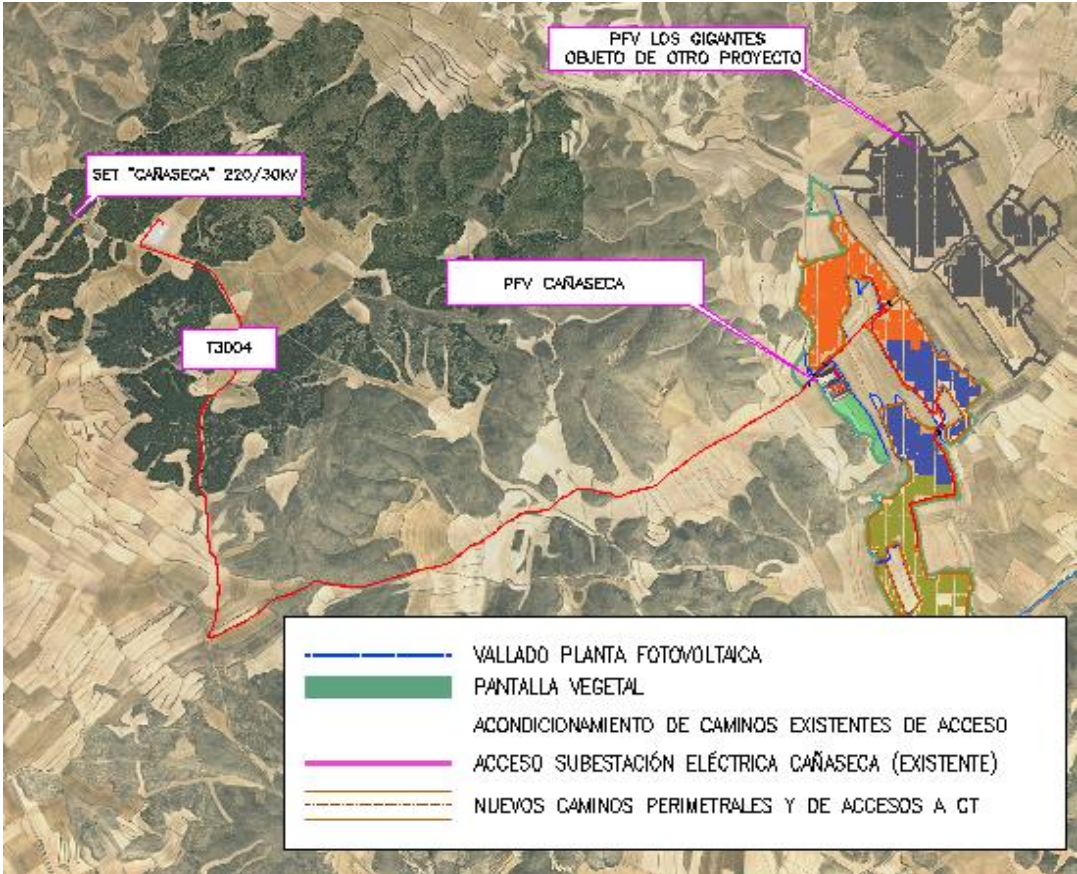 PFV LOS GIGANTES
OBJETO DE OTRO PROYECTO
SET "CAÑASECA" 220/30KV
PFV CAÑASECA
T3D04
VALLADO PLANTA FOTOVOLTAICA
PANTALLA VEGETAL
ACONDICIONAMIENTO DE CAMINOS EXISTENTES DE ACCESO
ACCESO SUBESTACIÓN ELÉCTRICA CAÑASECA (EXISTENTE)
NUEVOS CAMINOS PERIMETRALES Y DE ACCESOS A CT